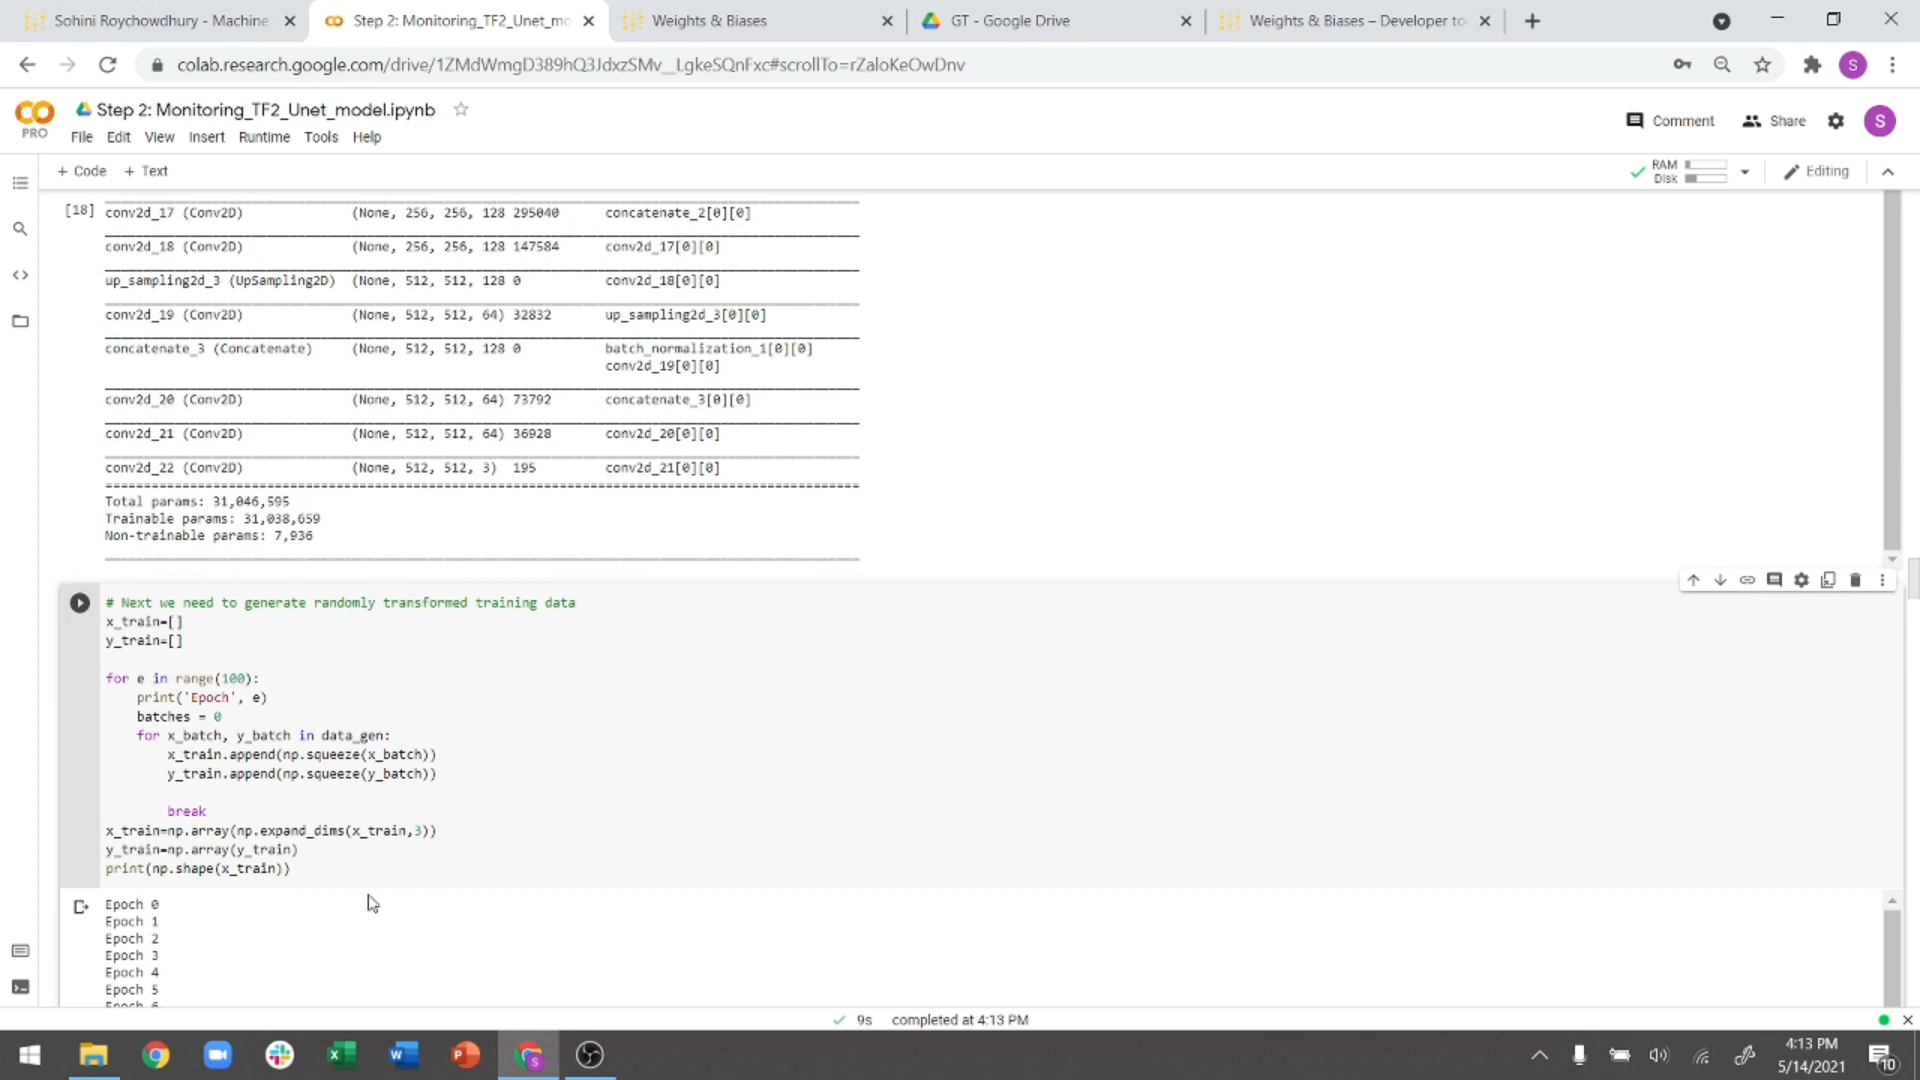 Sohini Roychowdhury - Machine
Step 2: Monitoring_TF2_Unet_mo
Weights & Biases
GT - Google Drive
Weights & Biases – Developer to
colab.research.google.com/drive/1ZMdWmgD389hQ3JdxzSMv__LgkeSQnFxc#scrollTo=rZaloKeOwDnv
S
CO
PRO
Step 2: Monitoring_TF2_Unet_model.ipynb
File Edit View Insert Runtime Tools Help
Comment
Share
S
+ Code + Text
RAM
Disk
Editing
[18]
conv2d_17 (Conv2D) (None, 256, 256, 128 295040 concatenate_2[0][0]
conv2d_18 (Conv2D) (None, 256, 256, 128 147584 conv2d_17[0][0]
up_sampling2d_3 (UpSampling2D) (None, 512, 512, 128 0 conv2d_18[0][0]
conv2d_19 (Conv2D) (None, 512, 512, 64) 32832 up_sampling2d_3[0][0]
concatenate_3 (Concatenate) (None, 512, 512, 128 0 batch_normalization_1[0][0]
conv2d_19[0][0]
conv2d_20 (Conv2D) (None, 512, 512, 64) 73792 concatenate_3[0][0]
conv2d_21 (Conv2D) (None, 512, 512, 64) 36928 conv2d_20[0][0]
conv2d_22 (Conv2D) (None, 512, 512, 3) 195 conv2d_21[0][0]
Total params: 31,046,595
Trainable params: 31,038,659
Non-trainable params: 7,936
# Next we need to generate randomly transformed training data
x_train=[]
y_train=[]
for e in range(100):
print('Epoch', e)
batches = 0
for x_batch, y_batch in data_gen:
x_train.append(np.squeeze(x_batch))
y_train.append(np.squeeze(y_batch))
break
x_train=np.array(np.expand_dims(x_train,3))
y_train=np.array(y_train)
print(np.shape(x_train))
Epoch 0
Epoch 1
Epoch 2
Epoch 3
Epoch 4
Epoch 5
Epoch 6
9s completed at 4:13 PM
4:13 PM
5/14/2021
10